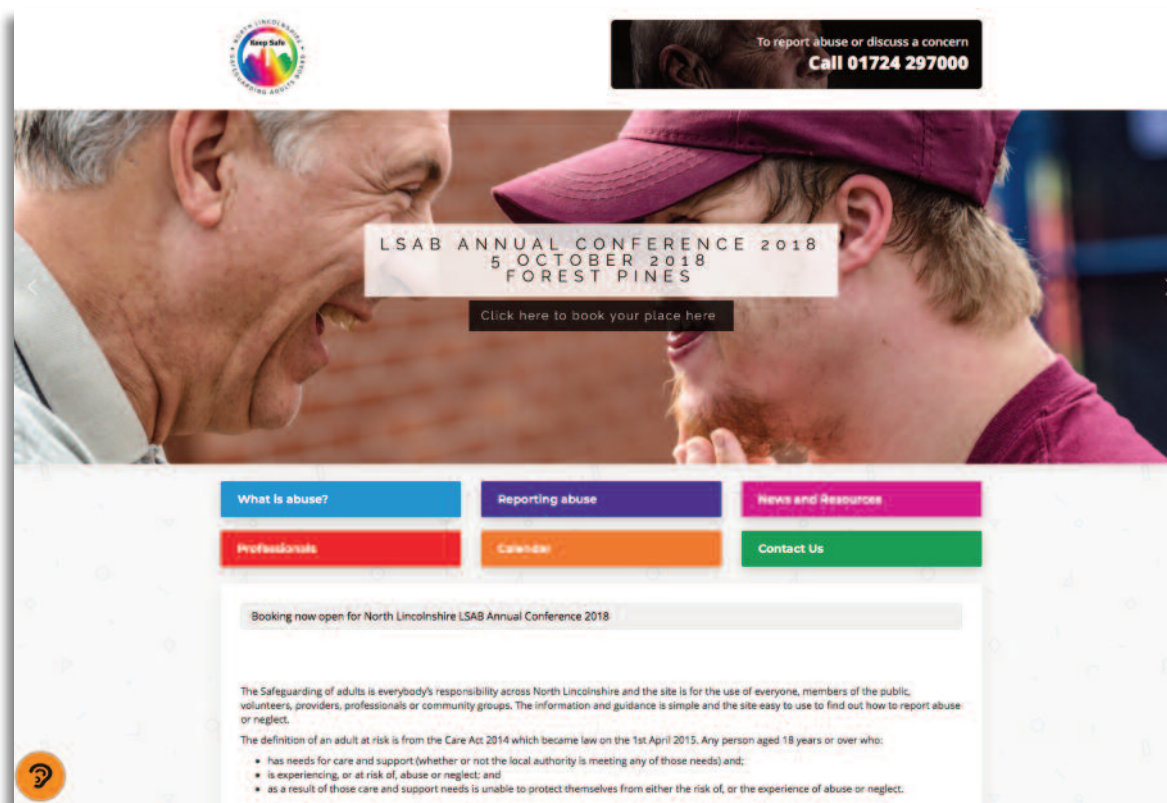 NORTH LINCOLNSHIRE
Keep Safe
SAFEGUARDING ADULTS BOARD
To report abuse or discuss a concern
Call 01724 297000
LSAB ANNUAL CONFERENCE 2018
5 OCTOBER 2018
FOREST PINES
Click here to book your place here
What is abuse?
Reporting abuse
News and Resources
Professionals
Calendar
Contact Us
Booking now open for North Lincolnshire LSAB Annual Conference 2018
The Safeguarding of adults is everybody's responsibility across North Lincolnshire and the site is for the use of everyone, members of the public,
volunteers, providers, professionals or community groups. The information and guidance is simple and the site easy to use to find out how to report abuse
or neglect.
The definition of an adult at risk is from the Care Act 2014 which became law on the 1st April 2015. Any person aged 18 years or over who:
• has needs for care and support (whether or not the local authority is meeting any of those needs) and;
• is experiencing, or at risk of, abuse or neglect; and
• as a result of those care and support needs is unable to protect themselves from either the risk of, or the experience of abuse or neglect.